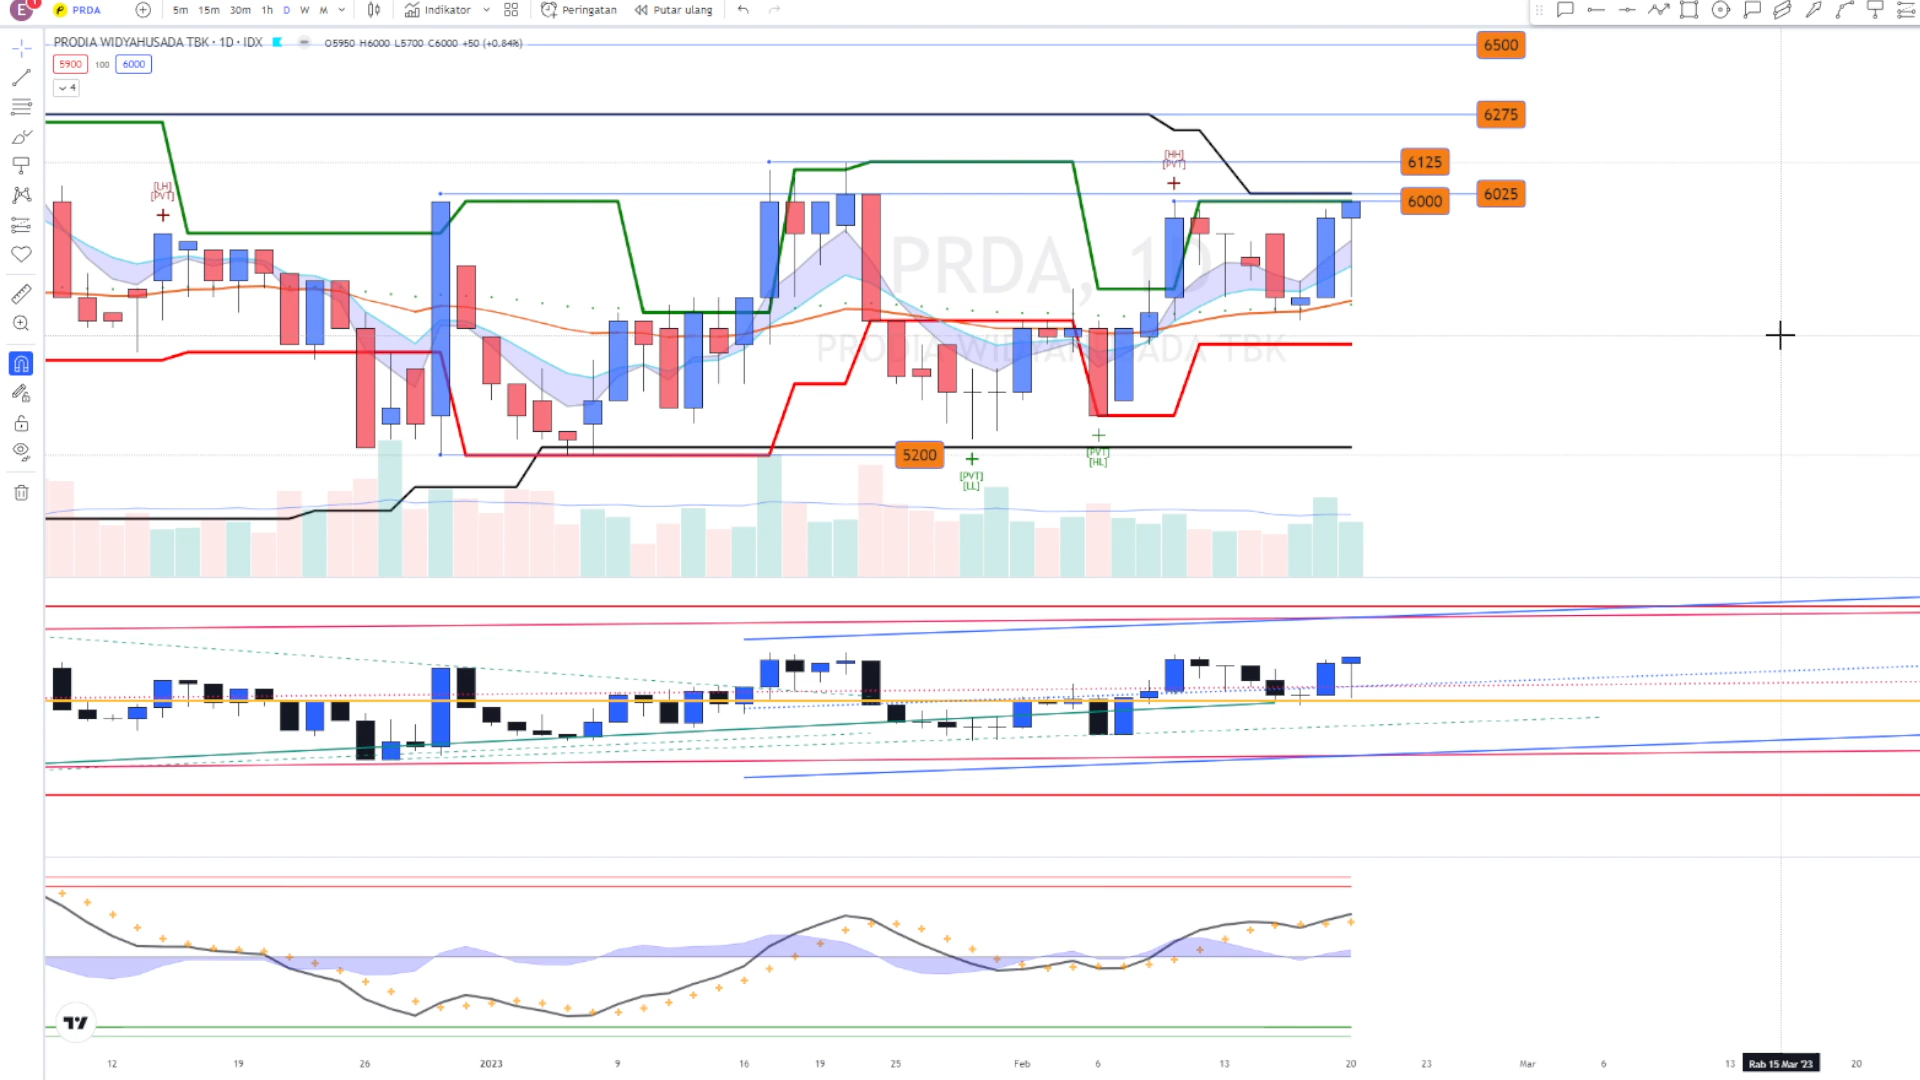 E 1 PRDA 5m 15m 30m 1h D W M Indikator Peringatan Putar ulang
PRODIA WIDYAHUSADA TBK · 1D · IDX O5950 H6000 L5700 C6000 +50 (+0.84%)
5900 100 6000
4
6500
6275
6125
6025
6000
[LH]
[PVT]
[HH]
[PVT]
PRDA, 1D
PRODIA WIDYAHUSADA TBK
5200
[PVT]
[HL]
[PVT]
[LL]
12 19 26 2023 9 16 19 25 Feb 6 13 20 23 Mar 6 13 Rab 15 Mar '23 20